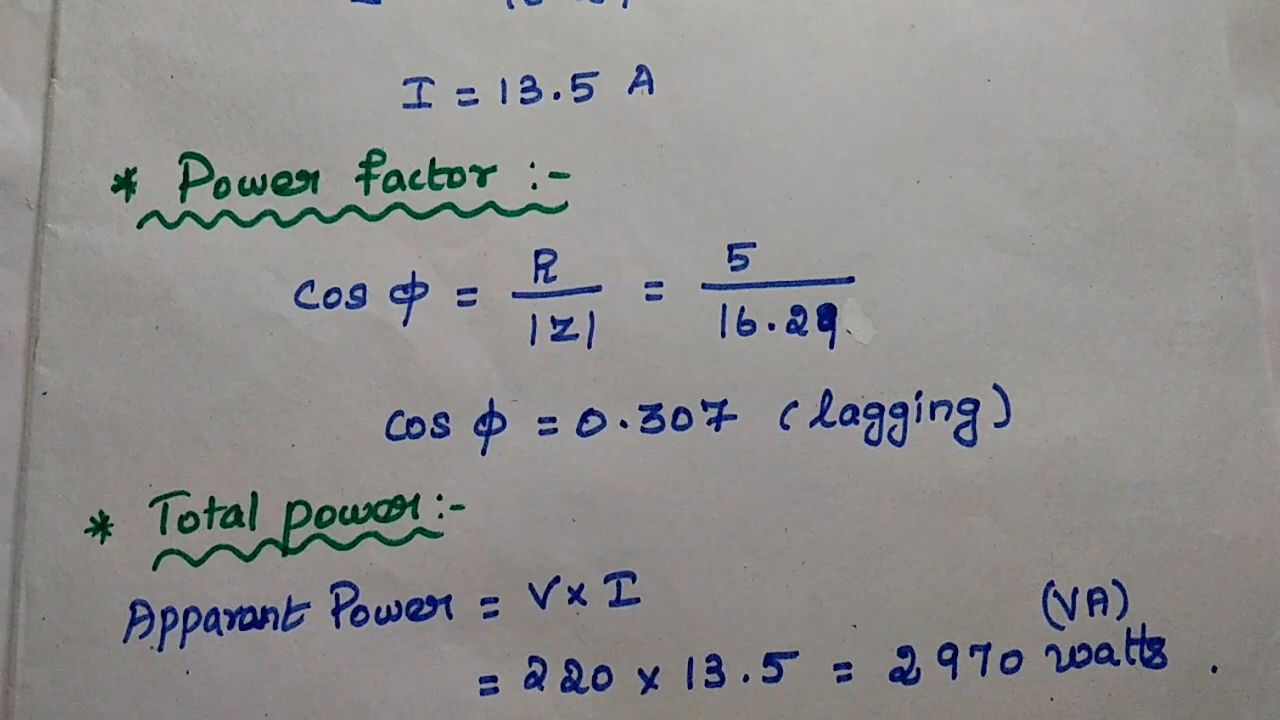 I = 13.5 A
* Power factor :-
cos φ = R / |Z| = 5 / 16.29
cos φ = 0.307 (lagging)
* Total power :-
Apparant Power = V x I
= 220 x 13.5 = 2970 watts (VA) .